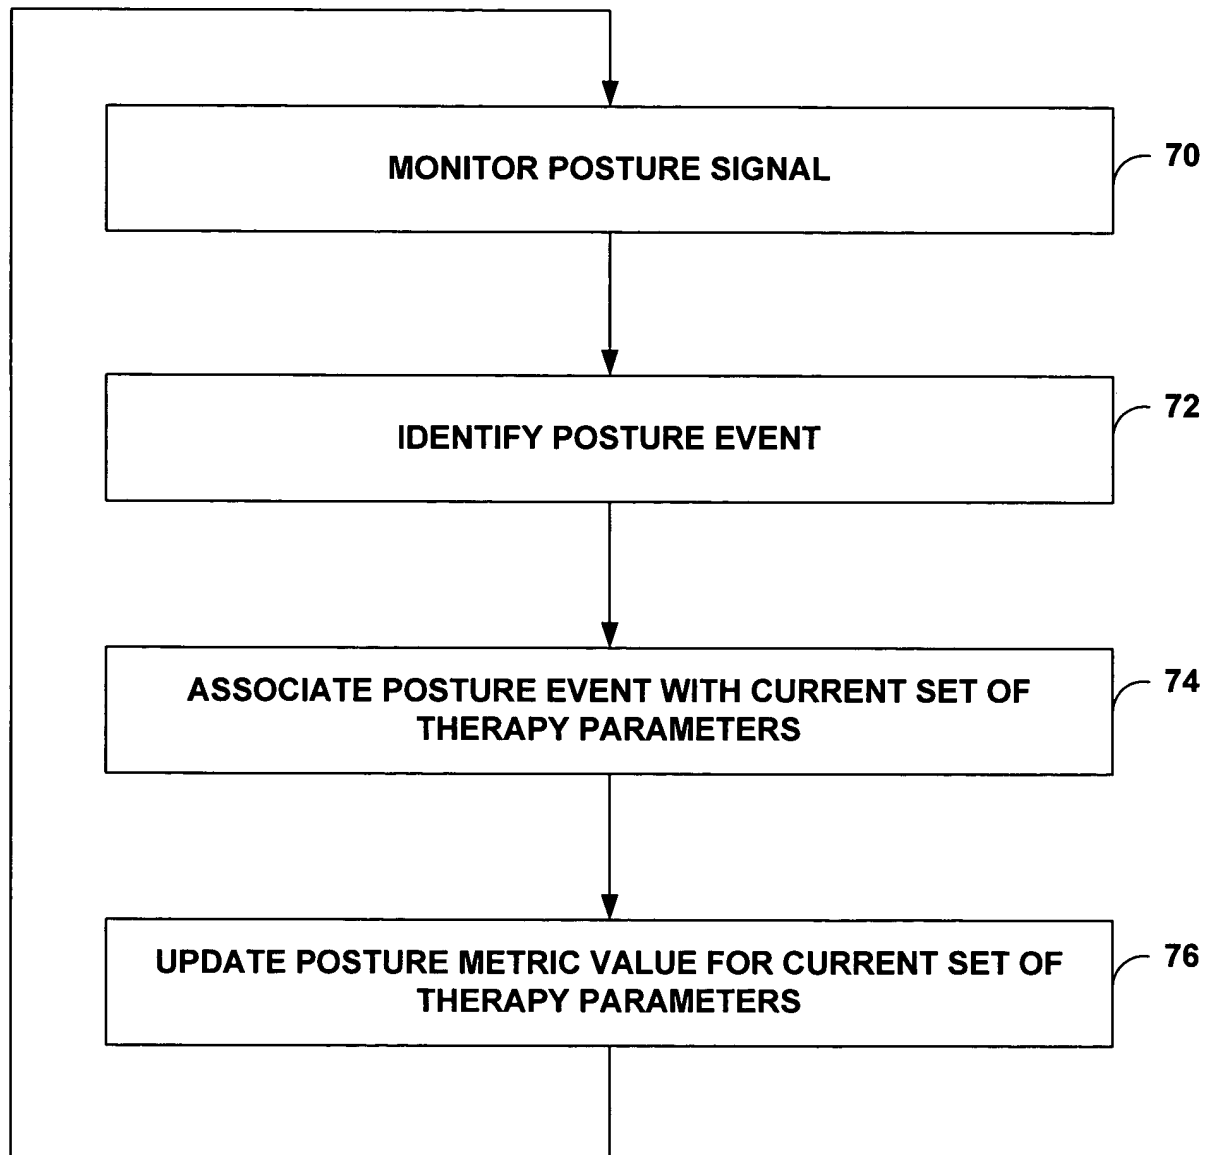 MONITOR POSTURE SIGNAL
70
IDENTIFY POSTURE EVENT
72
ASSOCIATE POSTURE EVENT WITH CURRENT SET OF
THERAPY PARAMETERS
74
UPDATE POSTURE METRIC VALUE FOR CURRENT SET OF
THERAPY PARAMETERS
76